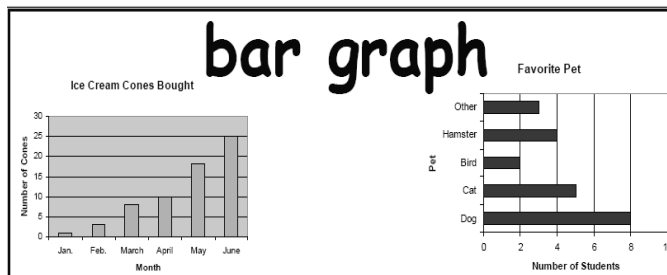 bar graph
Ice Cream Cones Bought
Number of Cones
30
25
20
15
10
5
0
Jan. Feb. March April May June
Month
Favorite Pet
Pet
Other
Hamster
Bird
Cat
Dog
0 2 4 6 8
Number of Students